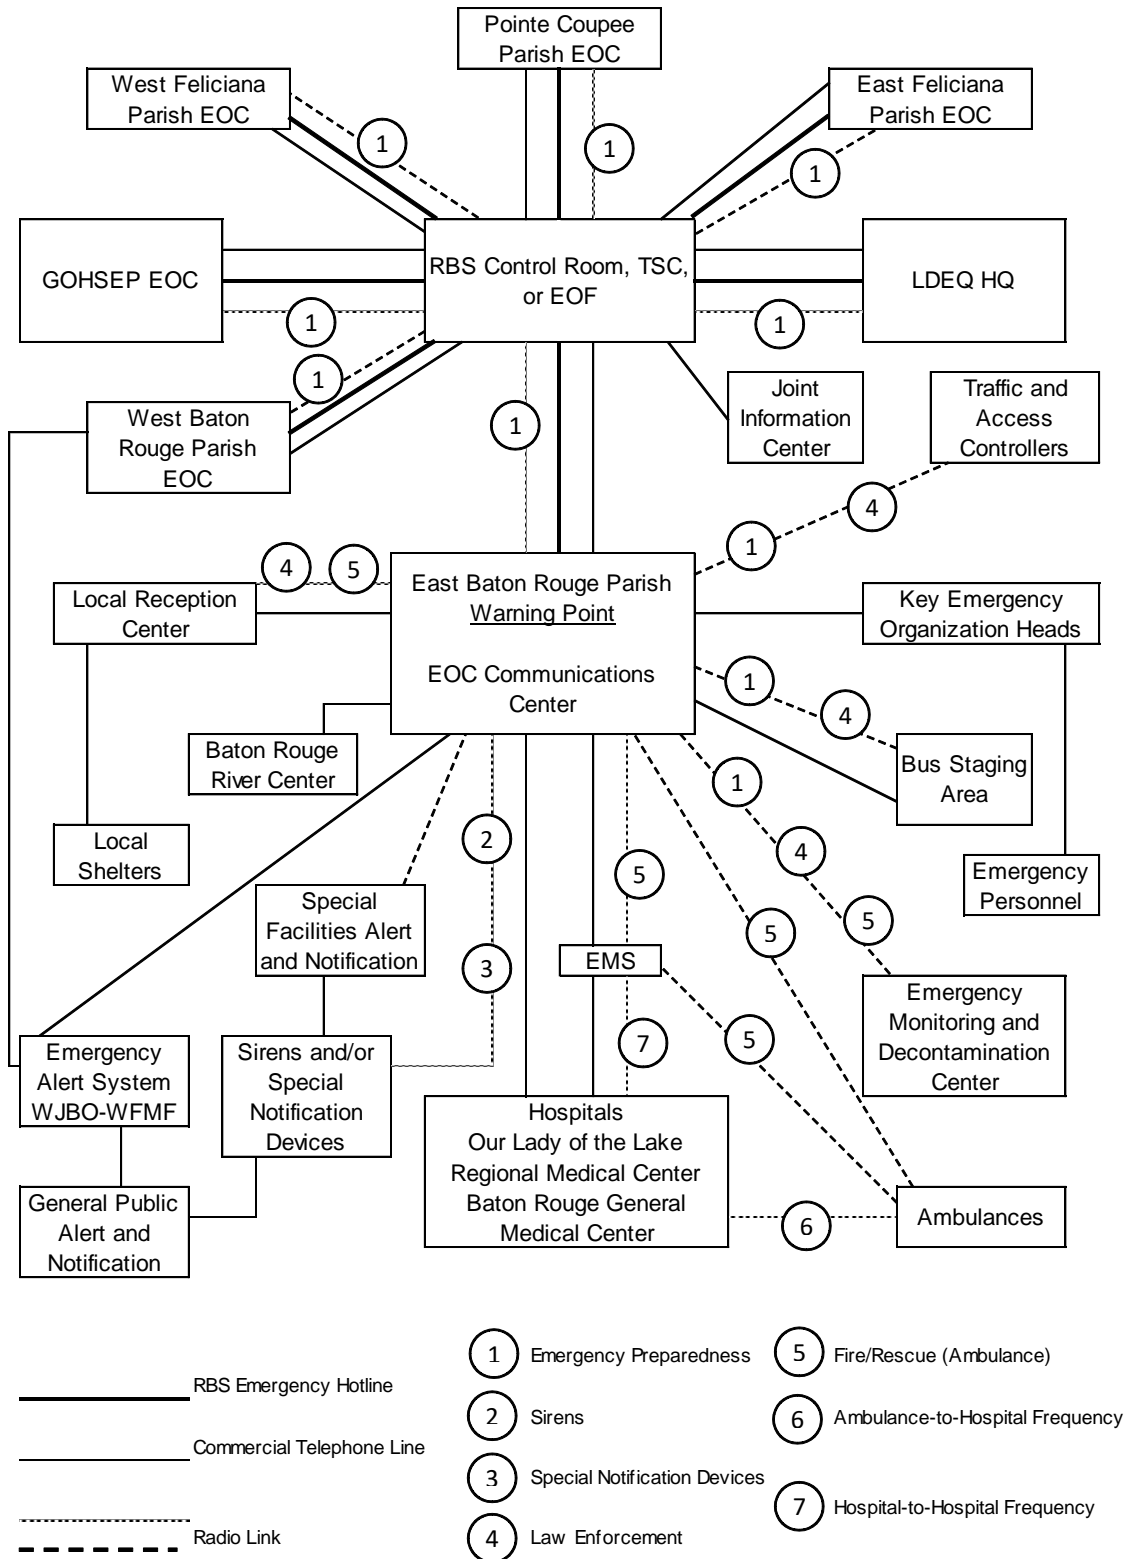 Pointe Coupee
Parish EOC
West Feliciana
Parish EOC
East Feliciana
Parish EOC
1
1
1
GOHSEP EOC
RBS Control Room, TSC,
or EOF
LDEQ HQ
1
1
1
West Baton
Rouge Parish
EOC
1
Joint
Information
Center
Traffic and
Access
Controllers
1
4
4
5
Local Reception
Center
East Baton Rouge Parish
Warning Point
EOC Communications
Center
Key Emergency
Organization Heads
1
4
Baton Rouge
River Center
Bus Staging
Area
1
2
4
Local
Shelters
5
Emergency
Personnel
Special
Facilities Alert
and Notification
5
5
3
EMS
Emergency
Monitoring and
Decontamination
Center
Emergency
Alert System
WJBO-WFMF
Sirens and/or
Special
Notification
Devices
7
5
Hospitals
Our Lady of the Lake
Regional Medical Center
Baton Rouge General
Medical Center
General Public
Alert and
Notification
6
Ambulances
RBS Emergency Hotline
Commercial Telephone Line
Radio Link
1 Emergency Preparedness
2 Sirens
3 Special Notification Devices
4 Law Enforcement
5 Fire/Rescue (Ambulance)
6 Ambulance-to-Hospital Frequency
7 Hospital-to-Hospital Frequency